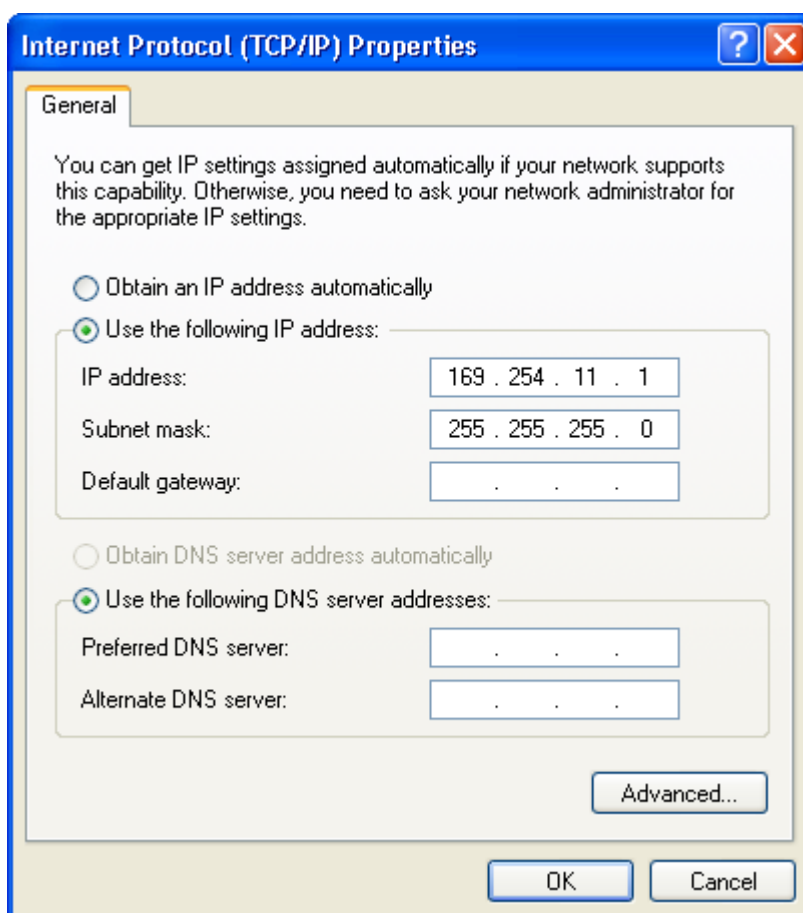 Internet Protocol (TCP/IP) Properties
General
You can get IP settings assigned automatically if your network supports
this capability. Otherwise, you need to ask your network administrator for
the appropriate IP settings.
Obtain an IP address automatically
Use the following IP address:
IP address: 169 . 254 . 11 . 1
Subnet mask: 255 . 255 . 255 . 0
Default gateway: . . .
Obtain DNS server address automatically
Use the following DNS server addresses:
Preferred DNS server: . . .
Alternate DNS server: . . .
Advanced...
OK Cancel